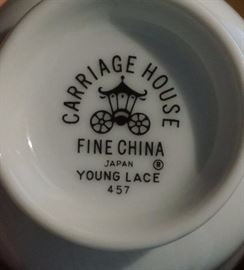 CARRIAGE HOUSE
FINE CHINA
JAPAN ®
YOUNG LACE
457